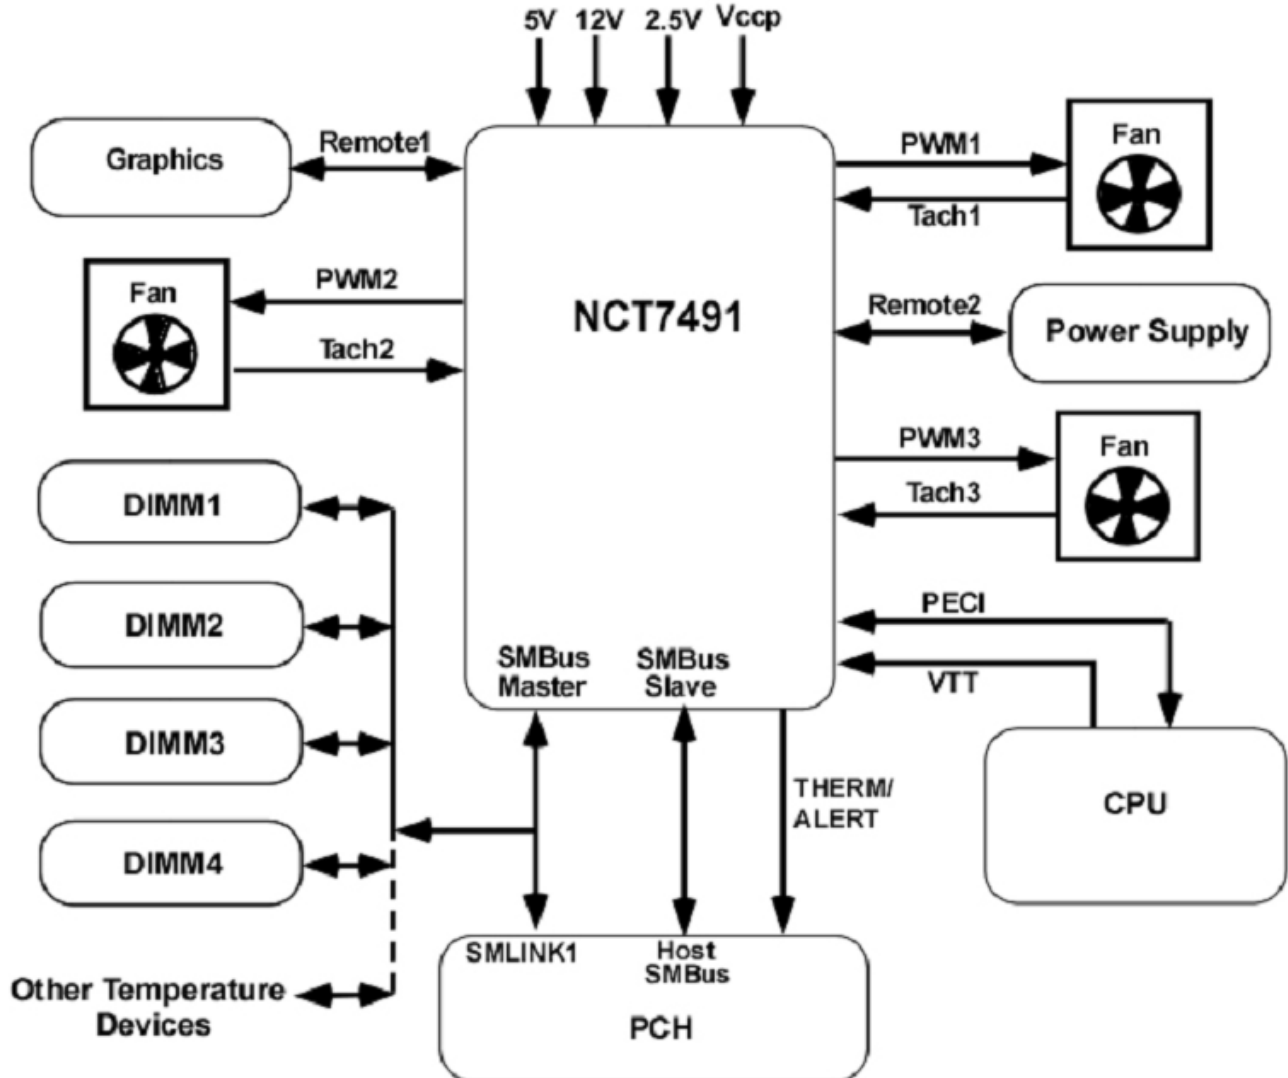 5V 12V 2.5V Vccp
Graphics
Remote1
PWM1
Fan
Tach1
Fan
PWM2
Tach2
NCT7491
Remote2
Power Supply
PWM3
Fan
Tach3
DIMM1
DIMM2
DIMM3
DIMM4
Other Temperature
Devices
SMBus
Master
SMBus
Slave
PECI
VTT
CPU
THERM/
ALERT
SMLINK1
Host
SMBus
PCH